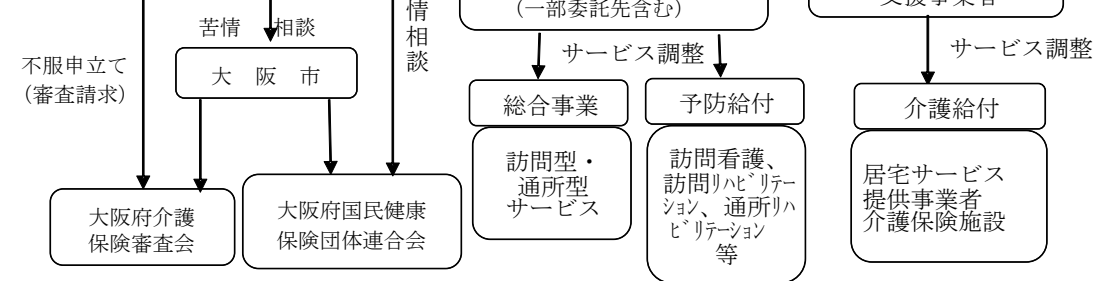 情
相
談
(一部委託先含む)
支援事業者
苦情
相談
不服申立て
(審査請求)
大　阪　市
サービス調整
サービス調整
総合事業
予防給付
介護給付
訪問型・
通所型
サービス
訪問看護、
訪問ﾘﾊﾋﾞﾘﾃｰ
ｼｮﾝ、通所ﾘﾊ
ﾋﾞﾘﾃｰｼｮﾝ
等
居宅サービス
提供事業者
介護保険施設
大阪府介護
保険審査会
大阪府国民健康
保険団体連合会